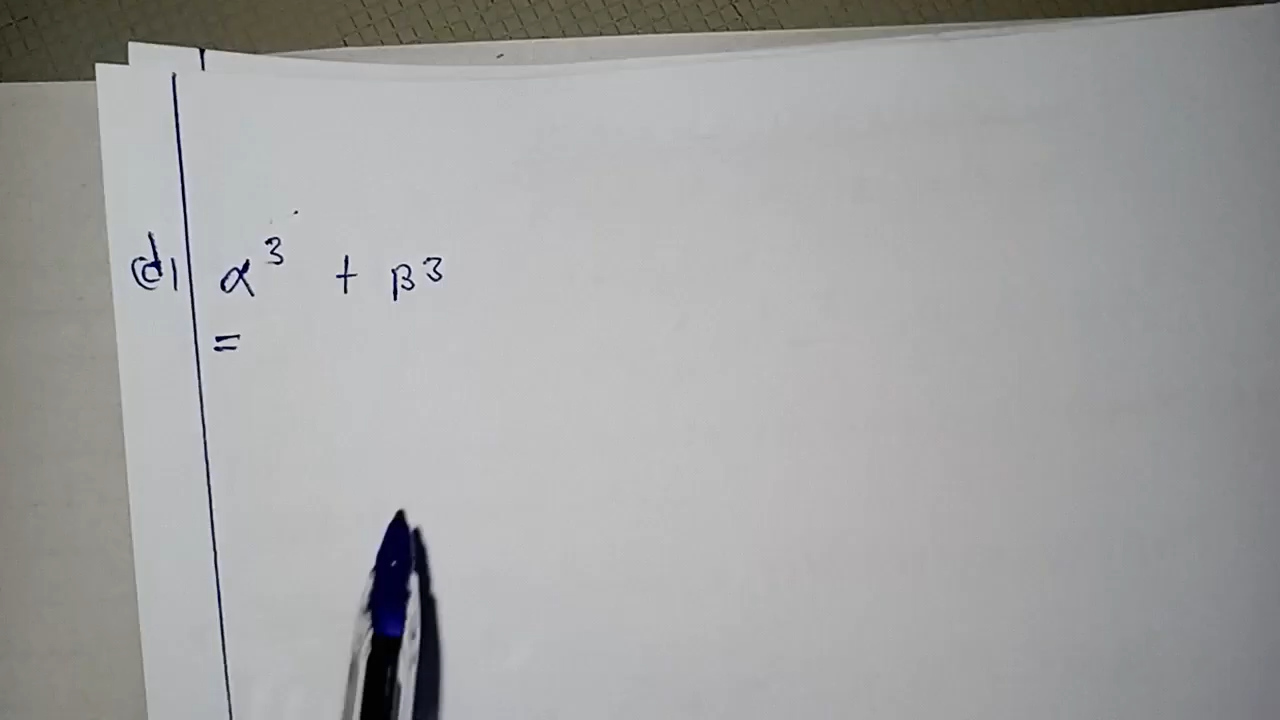 (d) α³ + β³
=